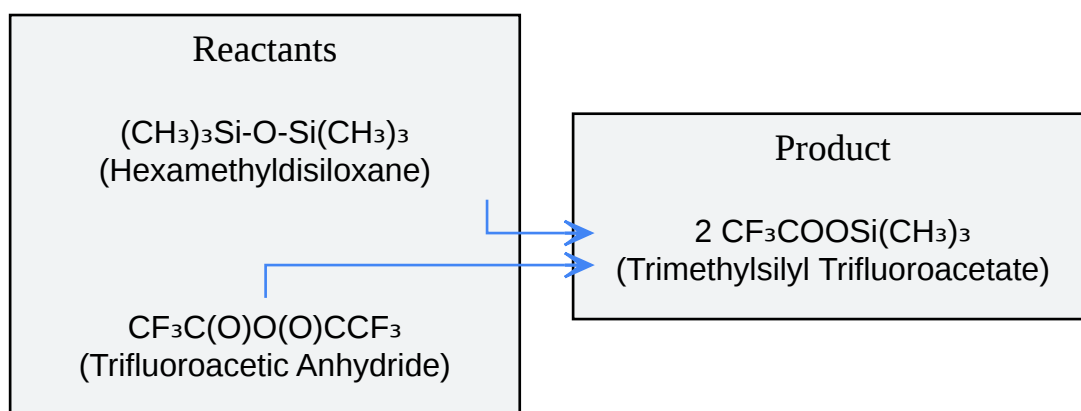 Reactants
(CH₃)₃Si-O-Si(CH₃)₃
(Hexamethyldisiloxane)
CF₃C(O)O(O)CCF₃
(Trifluoroacetic Anhydride)
Product
2 CF₃COOSi(CH₃)₃
(Trimethylsilyl Trifluoroacetate)